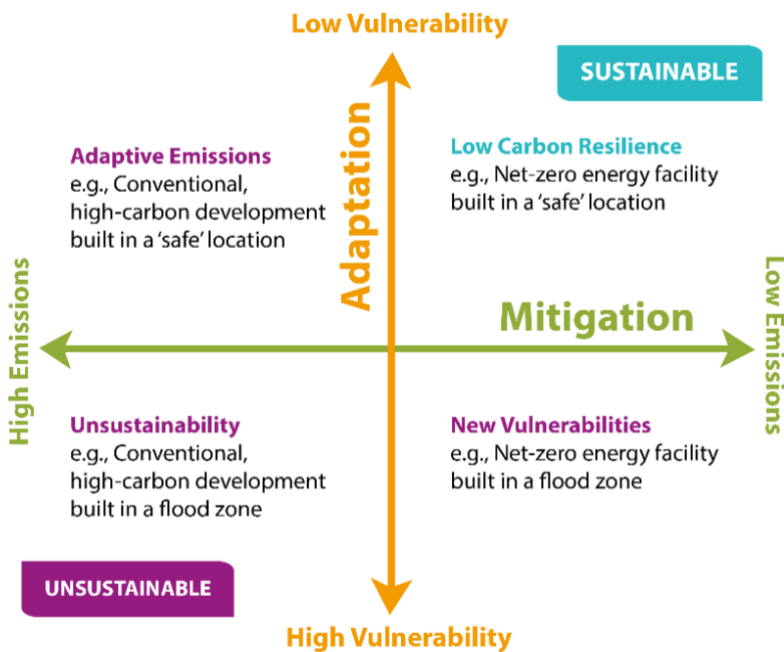 Low Vulnerability
SUSTAINABLE
Adaptation
Adaptive Emissions
e.g., Conventional,
high-carbon development
built in a ‘safe’ location
Low Carbon Resilience
e.g., Net-zero energy facility
built in a ‘safe’ location
High Emissions
Mitigation
Low Emissions
Unsustainability
e.g., Conventional,
high-carbon development
built in a flood zone
New Vulnerabilities
e.g., Net-zero energy facility
built in a flood zone
UNSUSTAINABLE
High Vulnerability